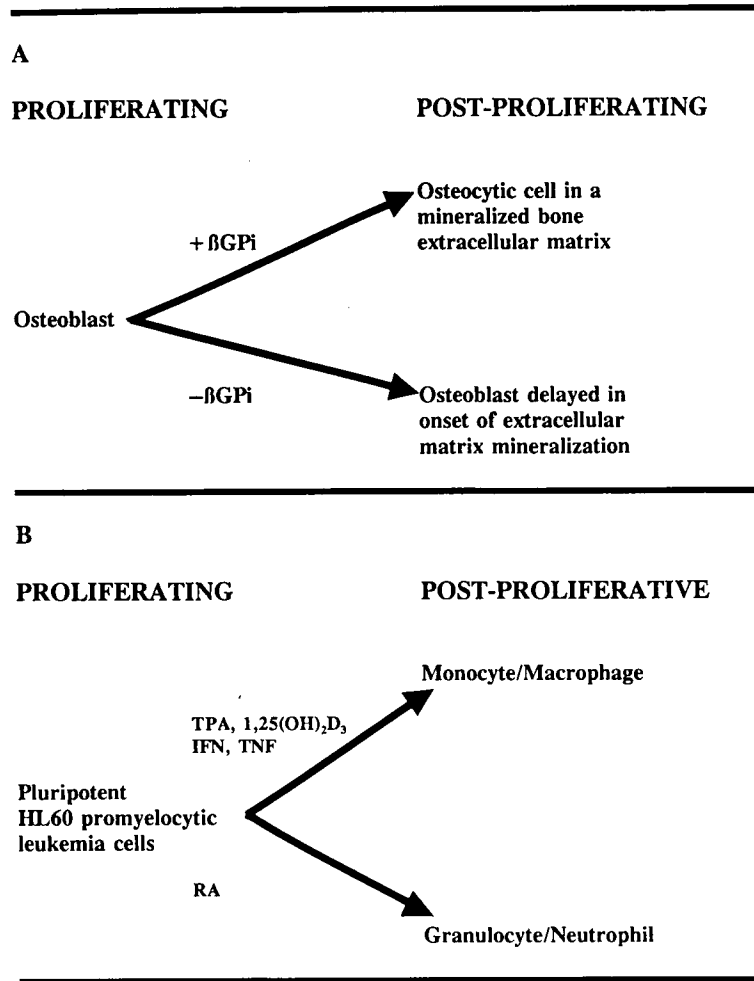 A
PROLIFERATING
POST-PROLIFERATING
Osteocytic cell in a
mineralized bone
extracellular matrix
+ßGPi
Osteoblast
−ßGPi
Osteoblast delayed in
onset of extracellular
matrix mineralization
B
PROLIFERATING
POST-PROLIFERATIVE
Monocyte/Macrophage
TPA, 1,25(OH)₂D₃
IFN, TNF
Pluripotent
HL60 promyelocytic
leukemia cells
RA
Granulocyte/Neutrophil